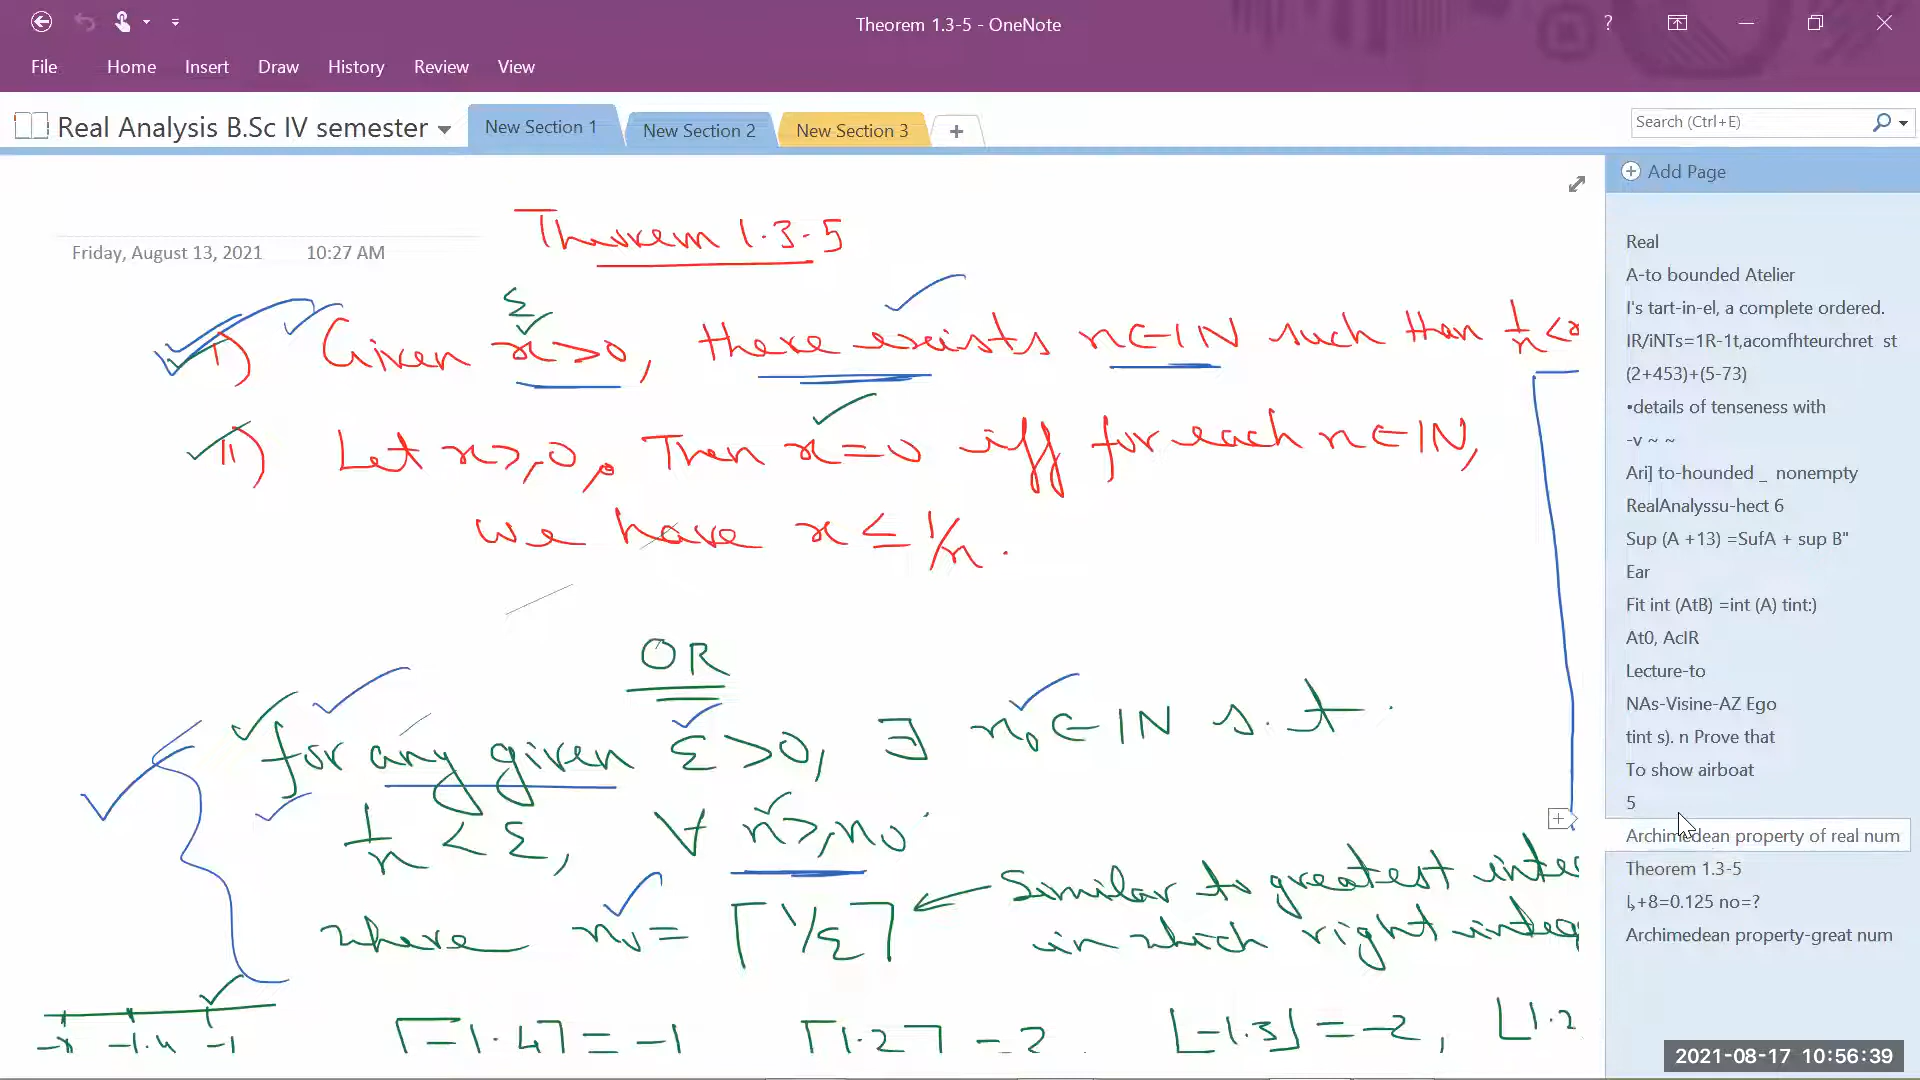 Theorem 1.3-5 - OneNote
File Home Insert Draw History Review View
Real Analysis B.Sc IV semester
New Section 1 New Section 2 New Section 3
Search (Ctrl+E)
Friday, August 13, 2021 10:27 AM
Theorem 1.3-5
ε
I) Given x>0, there exists n∈IN such than 1/n <x
II) Let x≥0, Then x=0 iff for each n∈IN,
we have x ≤ 1/n.
OR
for any given ε>0, ∃ n₀∈IN s.t.
1/n < ε, ∀ n≥n₀
where n₀ = ⌈1/ε⌉ ← Similar to greatest inte
in which right integ
-1.4 -1
⌈-1.4⌉ = -1 ⌈1.2⌉ = 2. ⌊-1.3⌋ = -2, ⌊1.2
Add Page
Real
A-to bounded Atelier
I's tart-in-el, a complete ordered.
IR/iNTs=1R-1t,acomfhteurchret st
(2+453)+(5-73)
•details of tenseness with
-v ~ ~
Ari] to-hounded _ nonempty
RealAnalyssu-hect 6
Sup (A +13) =SufA + sup B"
Ear
Fit int (AtB) =int (A) tint:)
At0, AcIR
Lecture-to
NAs-Visine-AZ Ego
tint s). n Prove that
To show airboat
5
Archimedean property of real num
Theorem 1.3-5
l,+8=0.125 no=?
Archimedean property-great num
2021-08-17 10:56:39